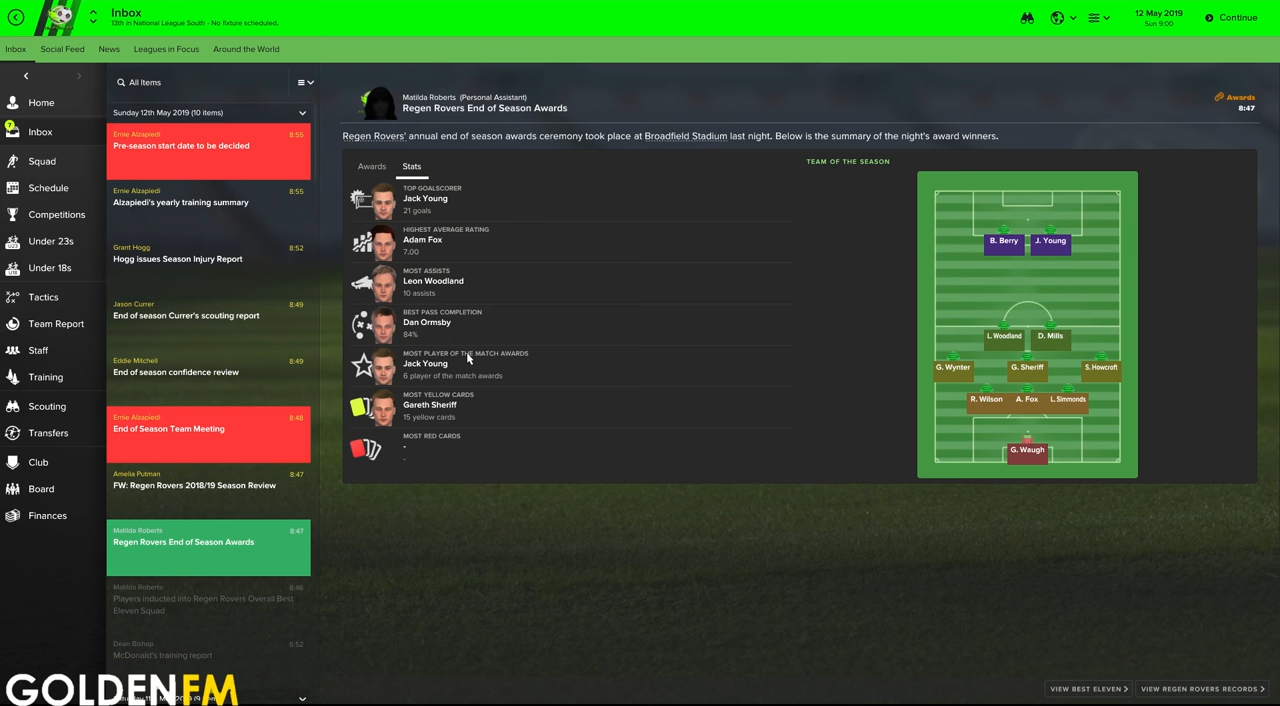 Inbox
13th in National League South - No fixture scheduled.
12 May 2019
Sun 9:00
Continue
Inbox
Social Feed
News
Leagues in Focus
Around the World
Home
7
Inbox
Squad
Schedule
Competitions
Under 23s
Under 18s
Tactics
Team Report
Staff
Training
Scouting
Transfers
Club
Board
Finances
All Items
Sunday 12th May 2019 (10 items)
Ernie Alzapiedi 8:55
Pre-season start date to be decided
Ernie Alzapiedi 8:55
Alzapiedi's yearly training summary
Grant Hogg 8:52
Hogg issues Season Injury Report
Jason Currer 8:49
End of season Currer's scouting report
Eddie Mitchell 8:49
End of season confidence review
Ernie Alzapiedi 8:48
End of Season Team Meeting
Amelia Putman 8:47
FW: Regen Rovers 2018/19 Season Review
Matilda Roberts 8:47
Regen Rovers End of Season Awards
Matilda Roberts 8:46
Players inducted into Regen Rovers Overall Best
Eleven Squad
Dean Bishop 8:52
McDonald's training report
GOLDENFM
Matilda Roberts (Personal Assistant)
Regen Rovers End of Season Awards
Awards
8:47
Regen Rovers' annual end of season awards ceremony took place at Broadfield Stadium last night. Below is the summary of the night's award winners.
Awards
Stats
TOP GOALSCORER
Jack Young
21 goals
HIGHEST AVERAGE RATING
Adam Fox
7.00
MOST ASSISTS
Leon Woodland
10 assists
BEST PASS COMPLETION
Dan Ormsby
84%
MOST PLAYER OF THE MATCH AWARDS
Jack Young
6 player of the match awards
MOST YELLOW CARDS
Gareth Sheriff
15 yellow cards
MOST RED CARDS
-
-
TEAM OF THE SEASON
B. Berry
J. Young
L. Woodland
D. Mills
G. Wynter
G. Sheriff
S. Howcroft
R. Wilson
A. Fox
L. Simmonds
G. Waugh
VIEW BEST ELEVEN
VIEW REGEN ROVERS RECORDS